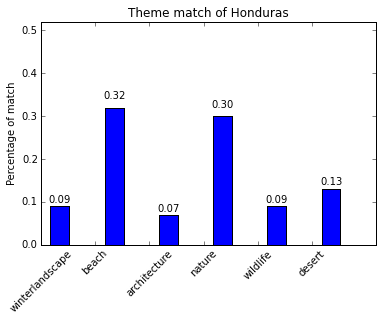 Theme match of Honduras
Percentage of match
0.5
0.4
0.3
0.2
0.1
0.0
0.09
0.32
0.07
0.30
0.09
0.13
winterlandscape
beach
architecture
nature
wildlife
desert